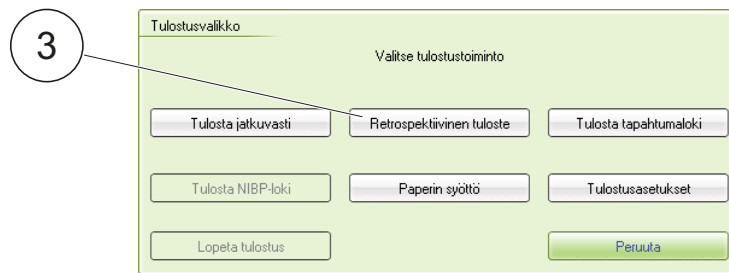 Tulostusvalikko
3
Valitse tulostustoiminto
Tulosta jatkuvasti
Retrospektiivinen tuloste
Tulosta tapahtumaloki
Tulosta NIBP-loki
Paperin syöttö
Tulostusasetukset
Lopeta tulostus
Peruuta